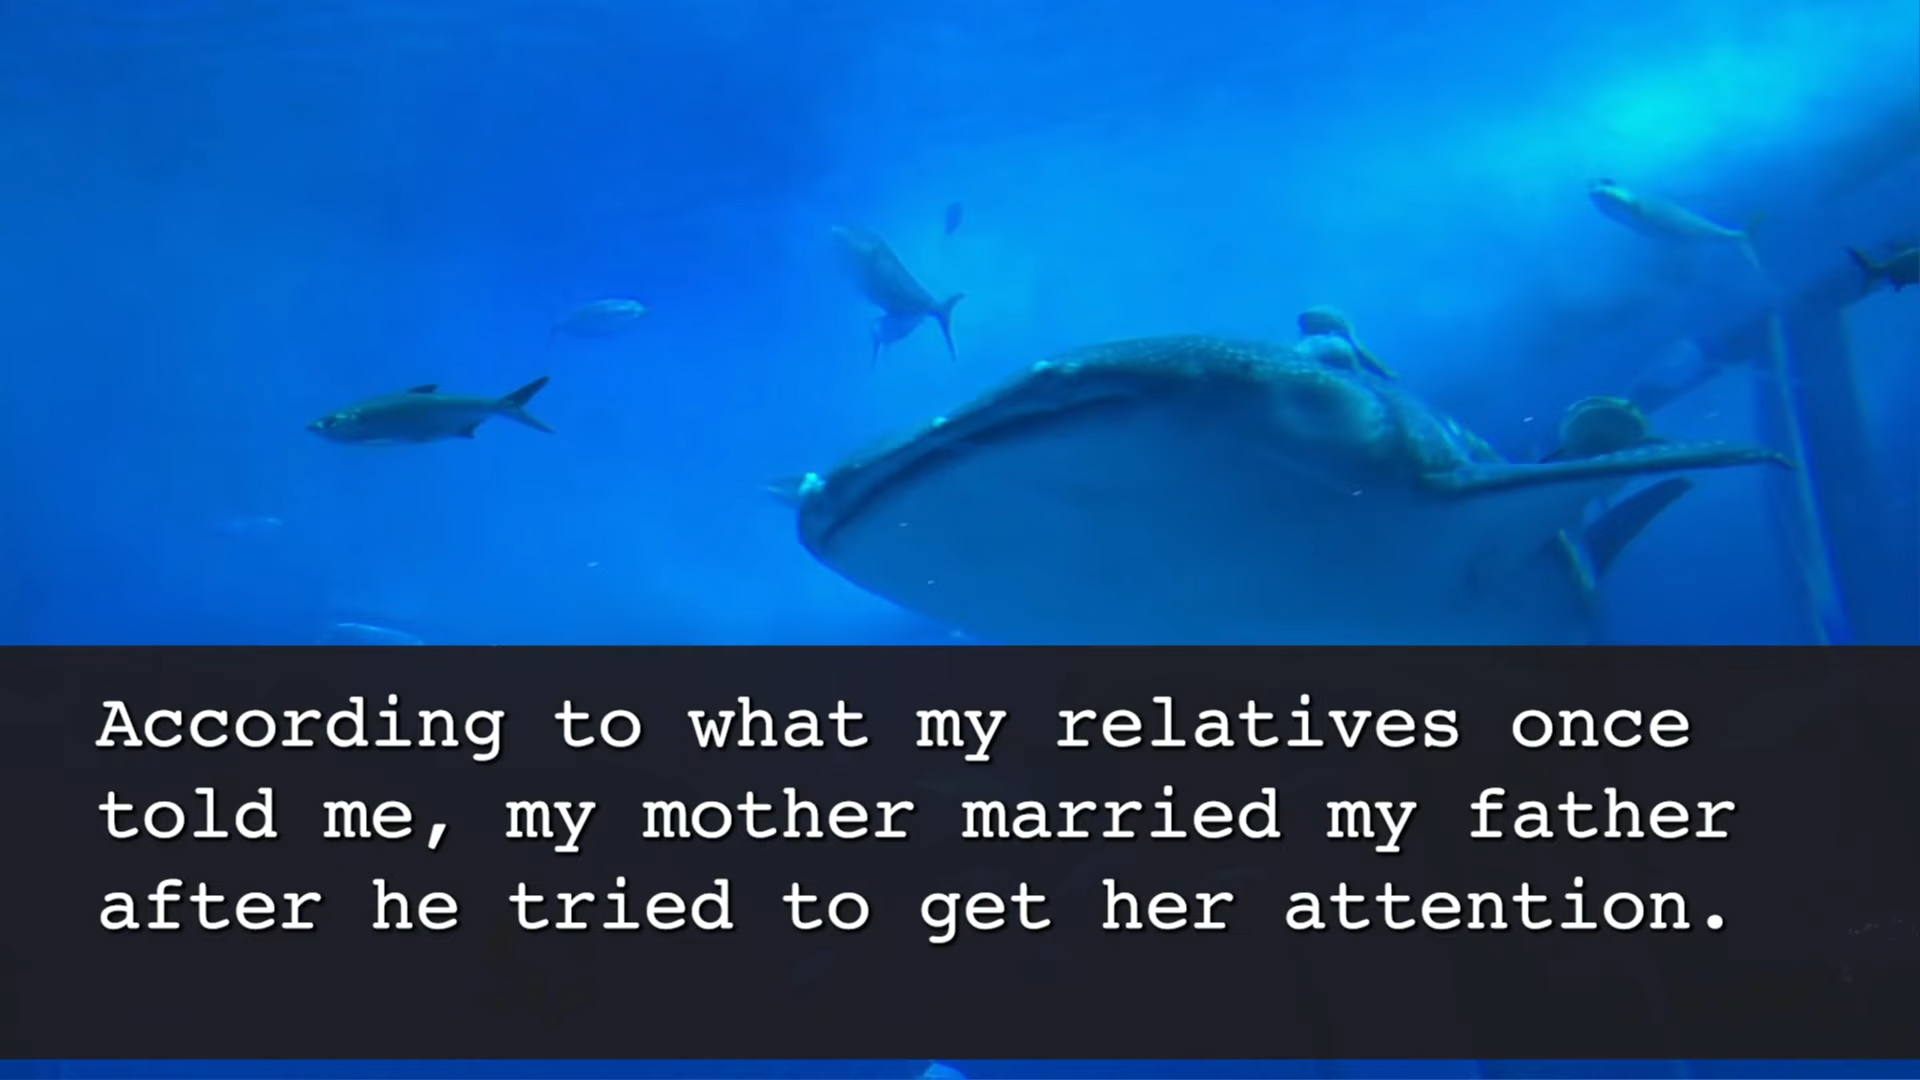 According to what my relatives once
told me, my mother married my father
after he tried to get her attention.